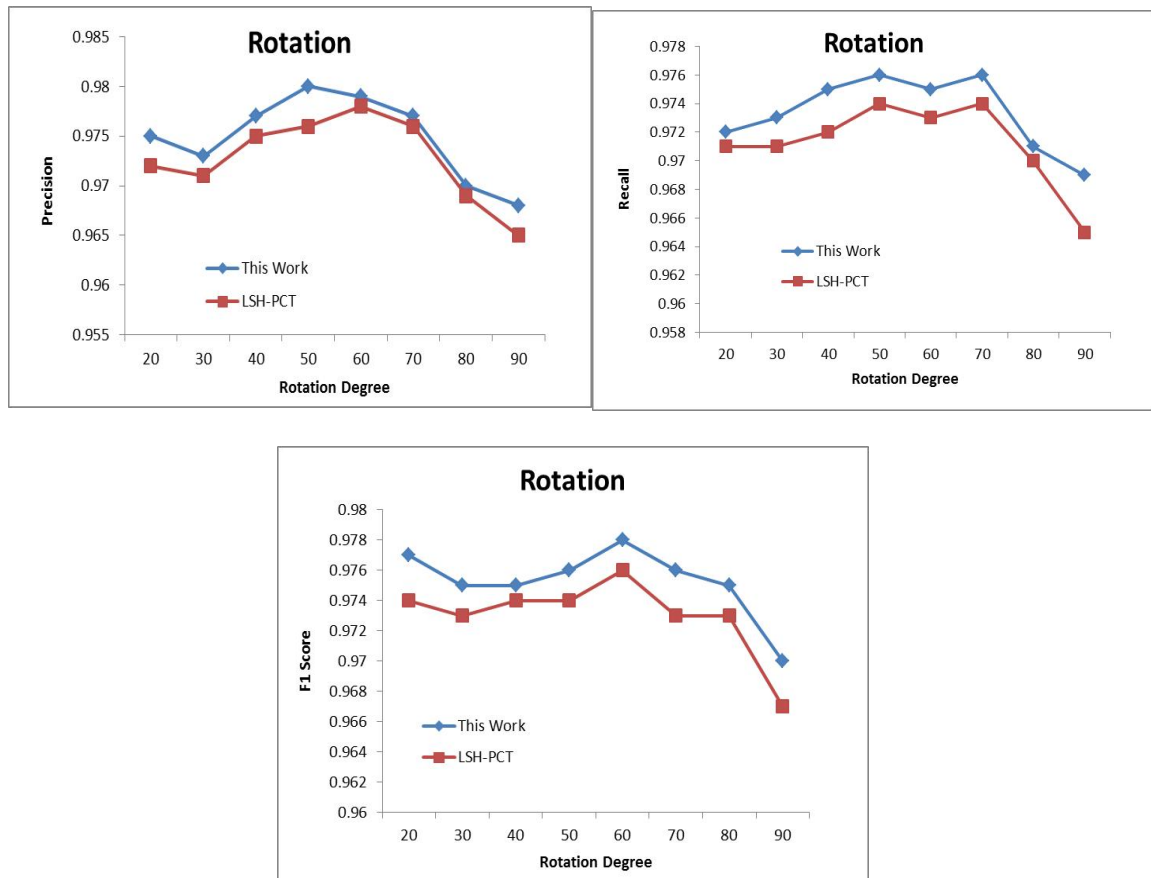 Rotation
0.985
0.98
0.975
0.97
0.965
0.96
0.955
Precision
This Work
LSH-PCT
20 30 40 50 60 70 80 90
Rotation Degree
Rotation
0.978
0.976
0.974
0.972
0.97
0.968
0.966
0.964
0.962
0.96
0.958
Recall
This Work
LSH-PCT
20 30 40 50 60 70 80 90
Rotation Degree
Rotation
0.98
0.978
0.976
0.974
0.972
0.97
0.968
0.966
0.964
0.962
0.96
F1 Score
This Work
LSH-PCT
20 30 40 50 60 70 80 90
Rotation Degree